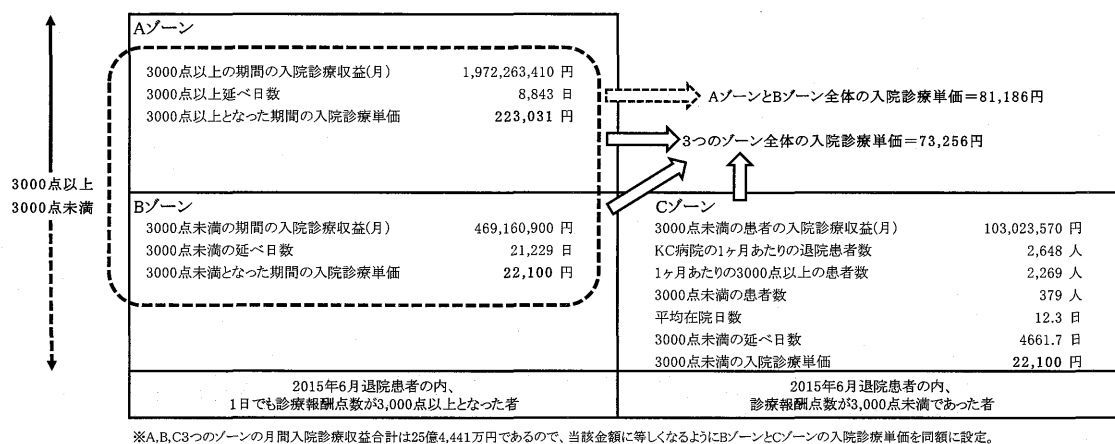 Aゾーン
3000点以上の期間の入院診療収益(月) 1,972,263,410 円
3000点以上延べ日数 8,843 日
3000点以上となった期間の入院診療単価 223,031 円
AゾーンとBゾーン全体の入院診療単価=81,186円
3つのゾーン全体の入院診療単価=73,256円
3000点以上
3000点未満
Bゾーン
3000点未満の期間の入院診療収益(月) 469,160,900 円
3000点未満の延べ日数 21,229 日
3000点未満となった期間の入院診療単価 22,100 円
Cゾーン
3000点未満の患者の入院診療収益(月) 103,023,570 円
KC病院の1ヶ月あたりの退院患者数 2,648 人
1ヶ月あたりの3000点以上の患者数 2,269 人
3000点未満の患者数 379 人
平均在院日数 12.3 日
3000点未満の延べ日数 4661.7 日
3000点未満の入院診療単価 22,100 円
2015年6月退院患者の内、
1日でも診療報酬点数が3,000点以上となった者
2015年6月退院患者の内、
診療報酬点数が3,000点未満であった者
※A,B,C3つのゾーンの月間入院診療収益合計は25億4,441万円であるので、当該金額に等しくなるようにBゾーンとCゾーンの入院診療単価を同額に設定。